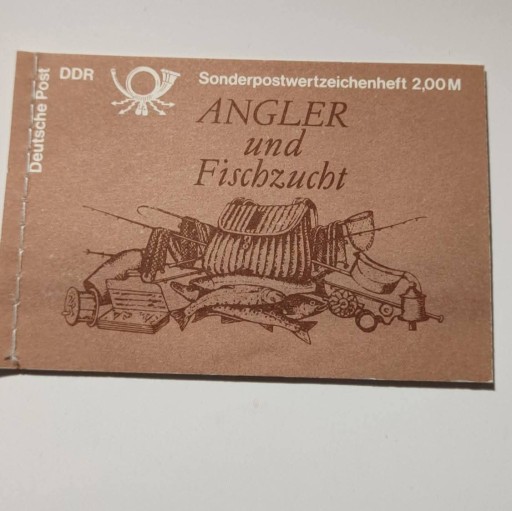 Deutsche Post
DDR
Sonderpostwertzeichenheft 2,00 M
ANGLER
und
Fischzucht